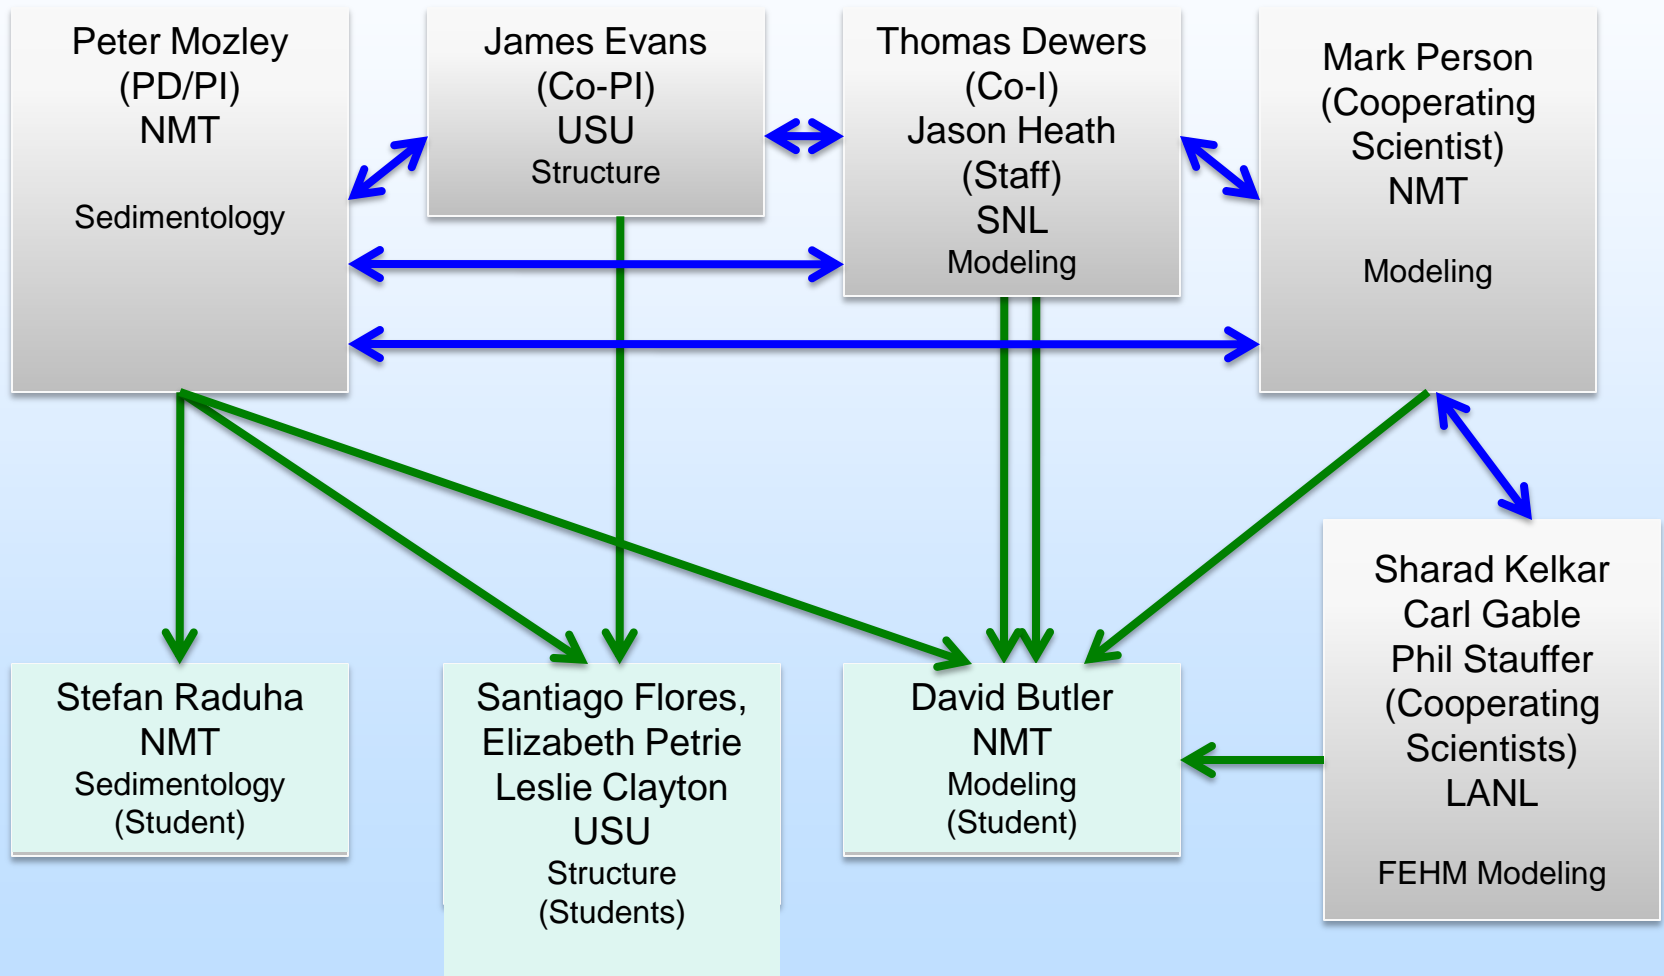 Peter Mozley
(PD/PI)
NMT
Sedimentology
James Evans
(Co-PI)
USU
Structure
Thomas Dewers
(Co-I)
Jason Heath
(Staff)
SNL
Modeling
Mark Person
(Cooperating
Scientist)
NMT
Modeling
Stefan Raduha
NMT
Sedimentology
(Student)
Santiago Flores,
Elizabeth Petrie
Leslie Clayton
USU
Structure
(Students)
David Butler
NMT
Modeling
(Student)
Sharad Kelkar
Carl Gable
Phil Stauffer
(Cooperating
Scientists)
LANL
FEHM Modeling